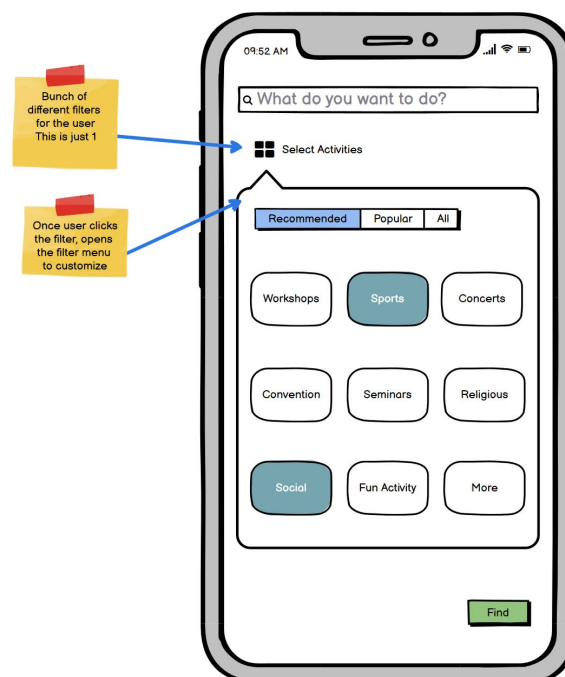 09:52 AM
What do you want to do?
Bunch of
different filters
for the user
This is just 1
Select Activities
Once user clicks
the filter, opens
the filter menu
to customize
Recommended Popular All
Workshops Sports Concerts
Convention Seminars Religious
Social Fun Activity More
Find